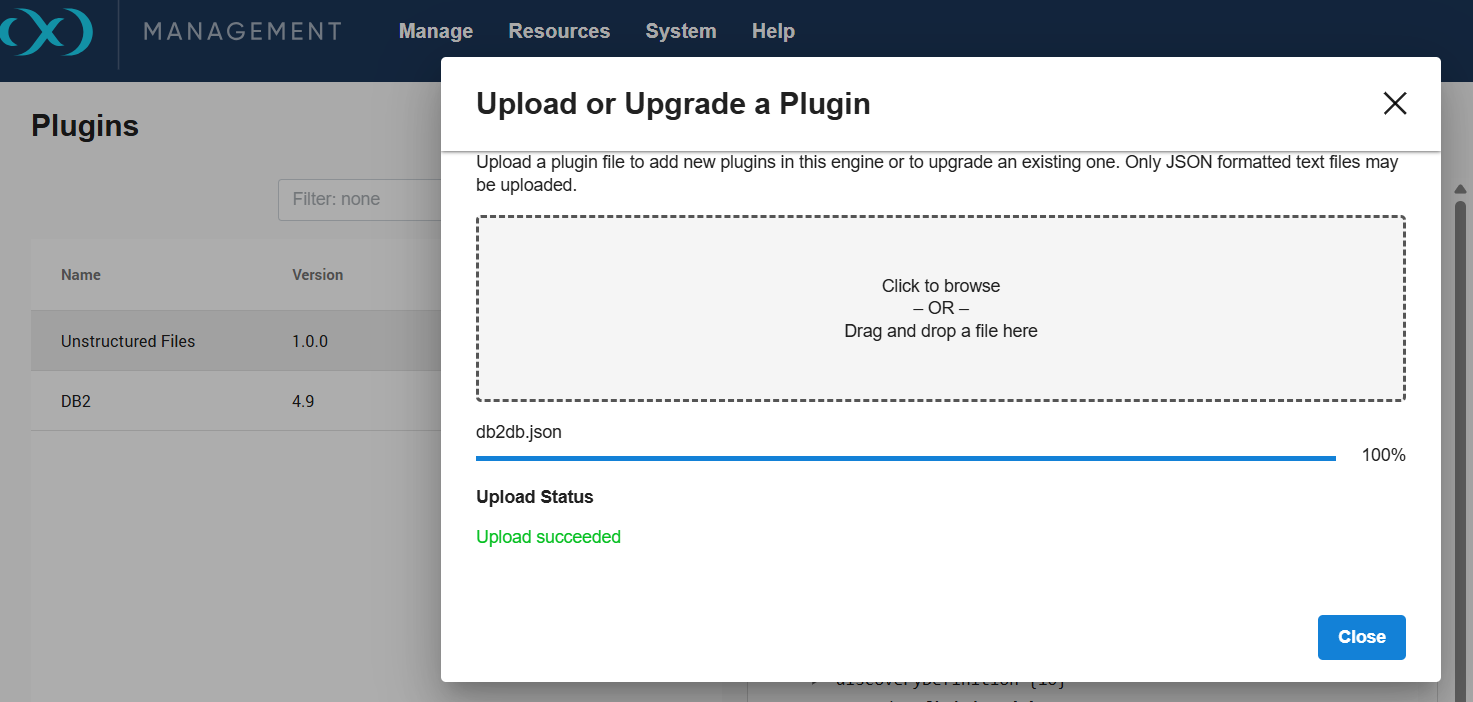 MANAGEMENT
Manage Resources System Help
Plugins
Filter: none
Name Version
Unstructured Files 1.0.0
DB2 4.9
Upload or Upgrade a Plugin
Upload a plugin file to add new plugins in this engine or to upgrade an existing one. Only JSON formatted text files may
be uploaded.
Click to browse
– OR –
Drag and drop a file here
db2db.json
100%
Upload Status
Upload succeeded
Close